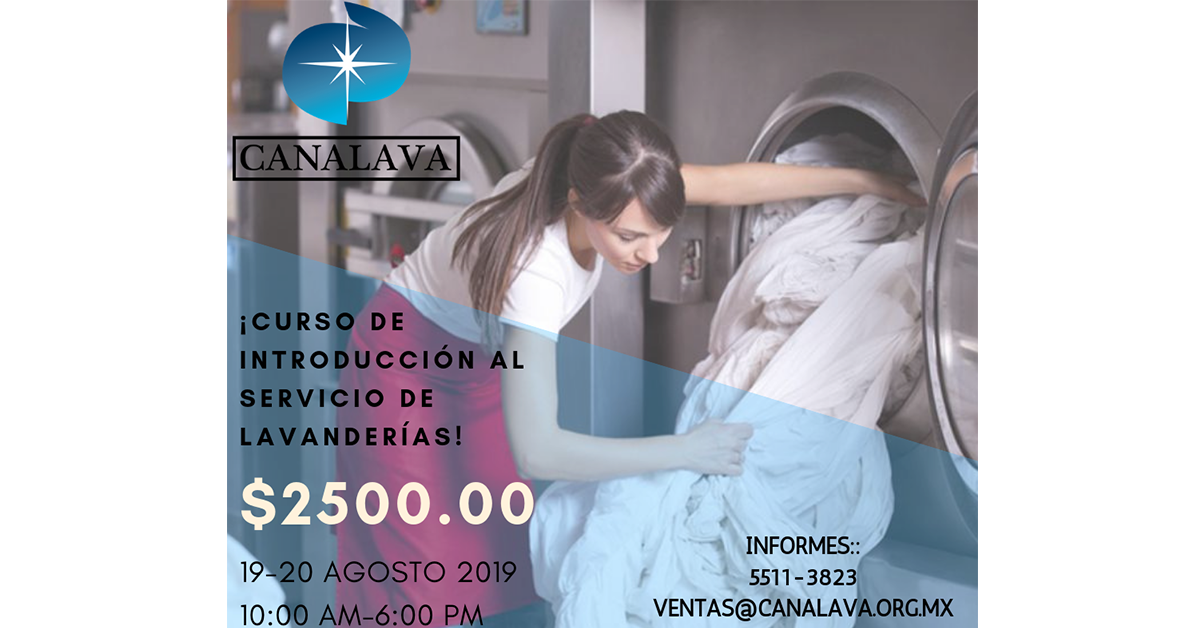 CANALAVA
¡CURSO DE
INTRODUCCIÓN AL
SERVICIO DE
LAVANDERÍAS!
$2500.00
19-20 AGOSTO 2019
10:00 AM-6:00 PM
INFORMES::
5511-3823
VENTAS@CANALAVA.ORG.MX